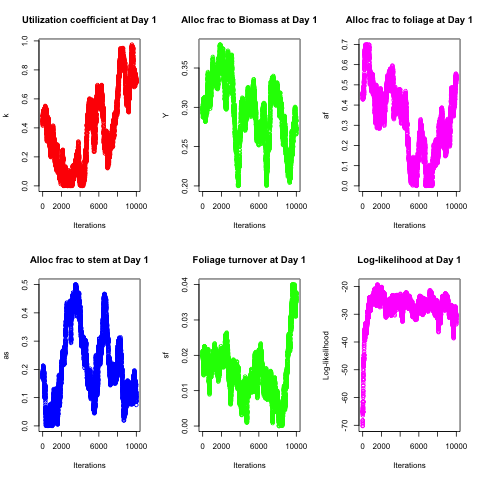 Utilization coefficient at Day 1
k
0.0 0.2 0.4 0.6 0.8 1.0
0 2000 6000 10000
Iterations
Alloc frac to Biomass at Day 1
Y
0.20 0.25 0.30 0.35
0 2000 6000 10000
Iterations
Alloc frac to foliage at Day 1
af
0.0 0.1 0.2 0.3 0.4 0.5 0.6 0.7
0 2000 6000 10000
Iterations
Alloc frac to stem at Day 1
as
0.0 0.1 0.2 0.3 0.4 0.5
0 2000 6000 10000
Iterations
Foliage turnover at Day 1
sf
0.00 0.01 0.02 0.03 0.04
0 2000 6000 10000
Iterations
Log-likelihood at Day 1
Log-likelihood
-70 -60 -50 -40 -30 -20
0 2000 6000 10000
Iterations